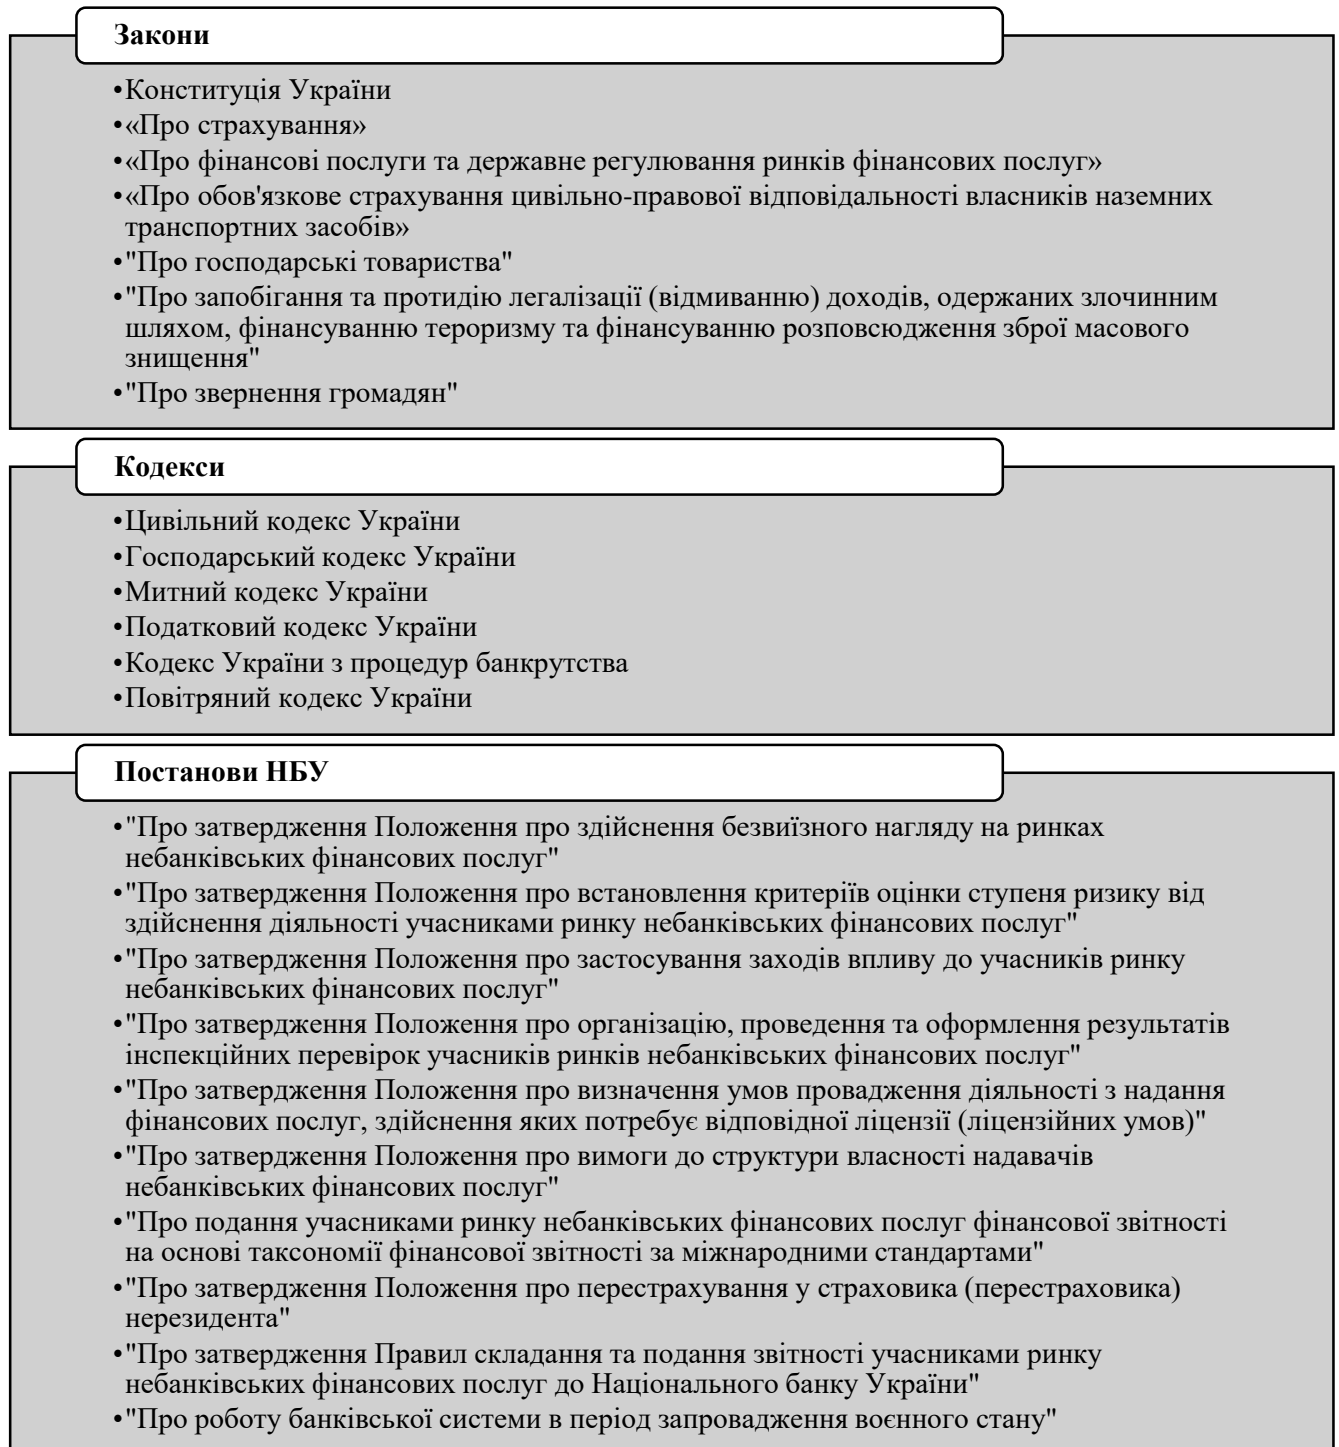 Закони
•Конституція України
•«Про страхування»
•«Про фінансові послуги та державне регулювання ринків фінансових послуг»
•«Про обов'язкове страхування цивільно-правової відповідальності власників наземних
транспортних засобів»
•"Про господарські товариства"
•"Про запобігання та протидію легалізації (відмиванню) доходів, одержаних злочинним
шляхом, фінансуванню тероризму та фінансуванню розповсюдження зброї масового
знищення"
•"Про звернення громадян"
Кодекси
•Цивільний кодекс України
•Господарський кодекс України
•Митний кодекс України
•Податковий кодекс України
•Кодекс України з процедур банкрутства
•Повітряний кодекс України
Постанови НБУ
•"Про затвердження Положення про здійснення безвиїзного нагляду на ринках
небанківських фінансових послуг"
•"Про затвердження Положення про встановлення критеріїв оцінки ступеня ризику від
здійснення діяльності учасниками ринку небанківських фінансових послуг"
•"Про затвердження Положення про застосування заходів впливу до учасників ринку
небанківських фінансових послуг"
•"Про затвердження Положення про організацію, проведення та оформлення результатів
інспекційних перевірок учасників ринків небанківських фінансових послуг"
•"Про затвердження Положення про визначення умов провадження діяльності з надання
фінансових послуг, здійснення яких потребує відповідної ліцензії (ліцензійних умов)"
•"Про затвердження Положення про вимоги до структури власності надавачів
небанківських фінансових послуг"
•"Про подання учасниками ринку небанківських фінансових послуг фінансової звітності
на основі таксономії фінансової звітності за міжнародними стандартами"
•"Про затвердження Положення про перестрахування у страховика (перестраховика)
нерезидента"
•"Про затвердження Правил складання та подання звітності учасниками ринку
небанківських фінансових послуг до Національного банку України"
•"Про роботу банківської системи в період запровадження воєнного стану"